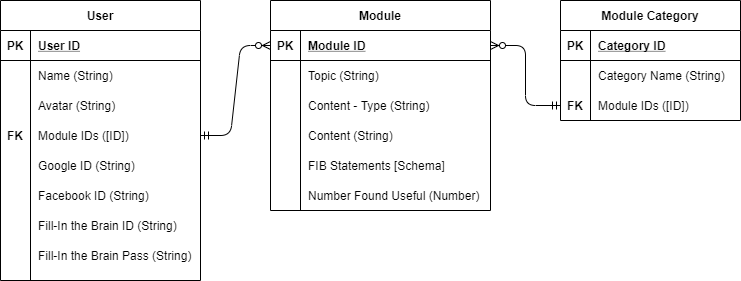 User
PK User ID
Name (String)
Avatar (String)
FK Module IDs ([ID])
Google ID (String)
Facebook ID (String)
Fill-In the Brain ID (String)
Fill-In the Brain Pass (String)
Module
PK Module ID
Topic (String)
Content - Type (String)
Content (String)
FIB Statements [Schema]
Number Found Useful (Number)
Module Category
PK Category ID
Category Name (String)
FK Module IDs ([ID])